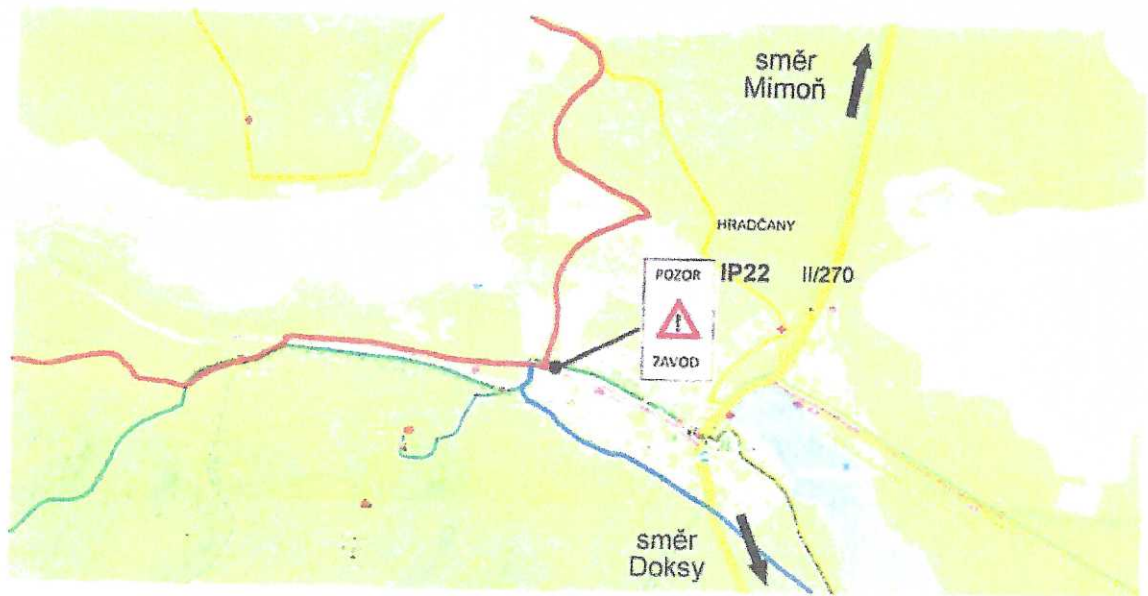 směr
Mimoň
HRADČANY
IP22 II/270
POZOR
!
ZÁVOD
směr
Doksy